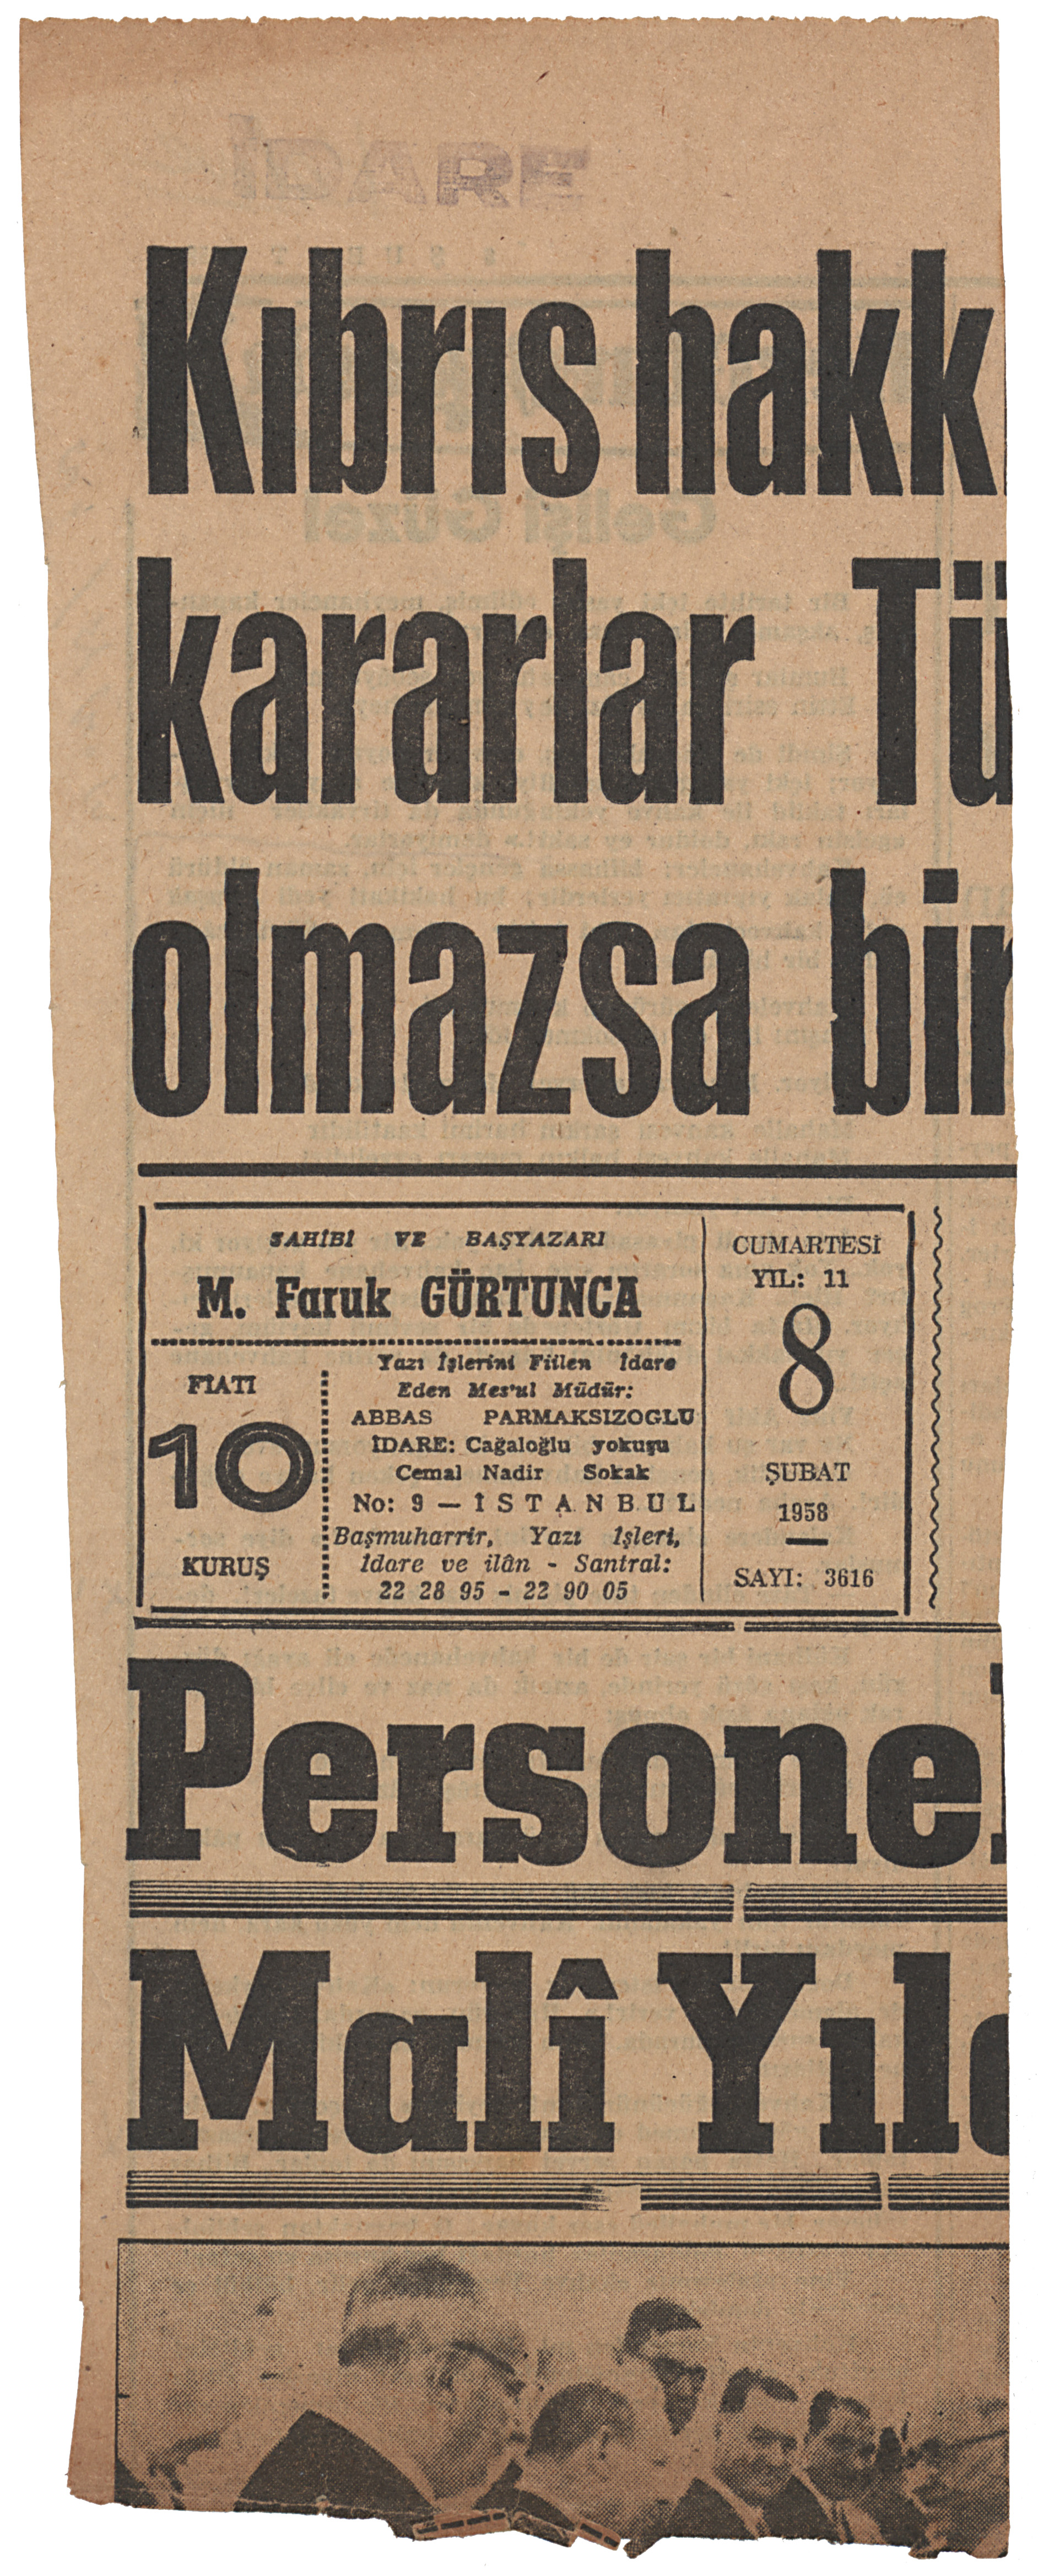 İDARE
Kıbrıs hakk
kararlar Tü
olmazsa bir
SAHİBİ VE BAŞYAZARI
M. Faruk GÜRTUNCA
FİATI
10
KURUŞ
Yazı İşlerini Fiilen İdare
Eden Mes'ul Müdür:
ABBAS PARMAKSIZOGLU
İDARE: Cağaloğlu yokuşu
Cemal Nadir Sokak
No: 9 — İSTANBUL
Başmuharrir, Yazı İşleri,
İdare ve ilân - Santral:
22 28 95 - 22 90 05
CUMARTESİ
YIL: 11
8
ŞUBAT
1958
SAYI: 3616
Persone
Malî Yıl